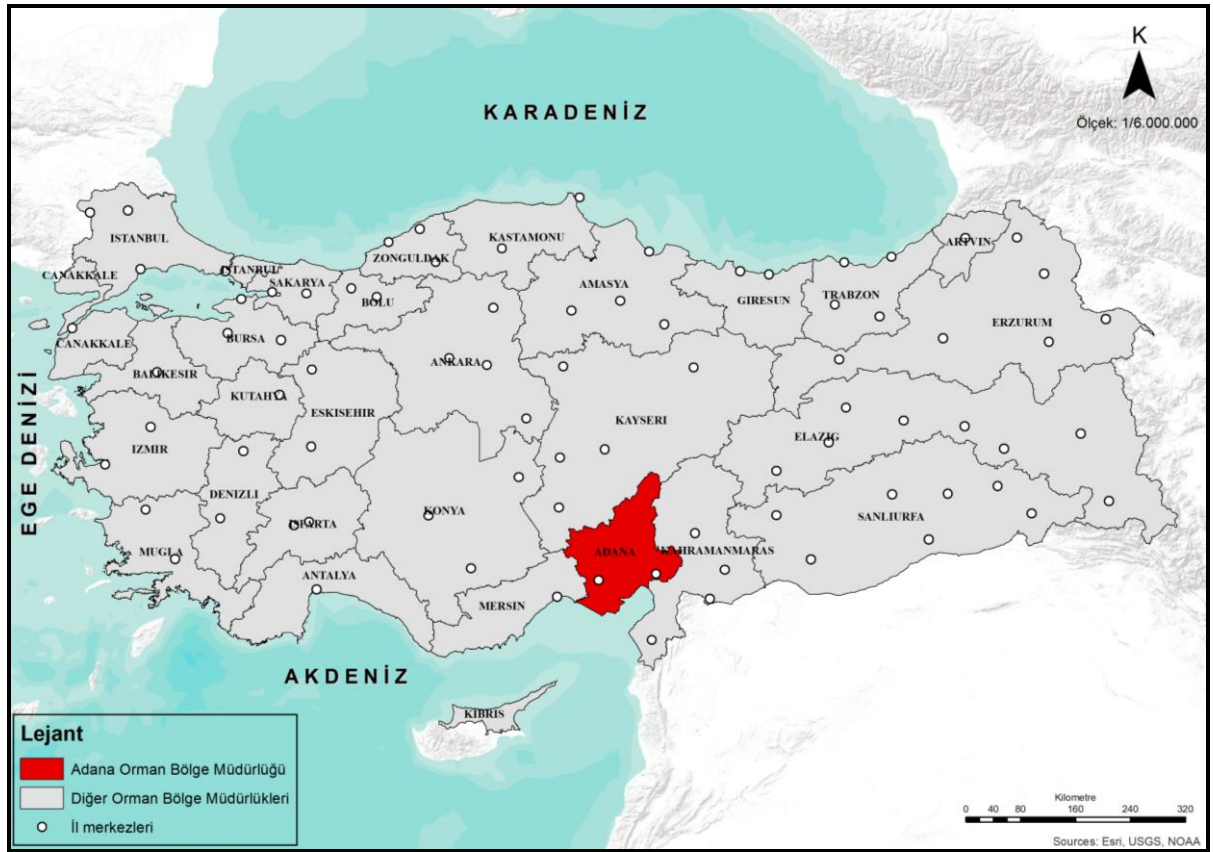 K
Ölçek: 1/6.000.000
KARADENİZ
ISTANBUL
KASTAMONU
ARTVIN
ZONGULDAK
CANAKKALE
ISTANBUL
SAKARYA
AMASYA
BOLU
GIRESUN
TRABZON
ERZURUM
CANAKKALE
BURSA
ANKARA
BALIKESIR
KUTAHYA
ESKISEHIR
KAYSERI
ELAZIG
IZMIR
EGE DENİZİ
DENIZLI
ISPARTA
KONYA
SANLIURFA
MUGLA
ADANA
KAHRAMANMARAS
ANTALYA
MERSIN
AKDENİZ
KIBRIS
Lejant
Adana Orman Bölge Müdürlüğü
Diğer Orman Bölge Müdürlükleri
İl merkezleri
Kilometre
0 40 80 160 240 320
Sources: Esri, USGS, NOAA